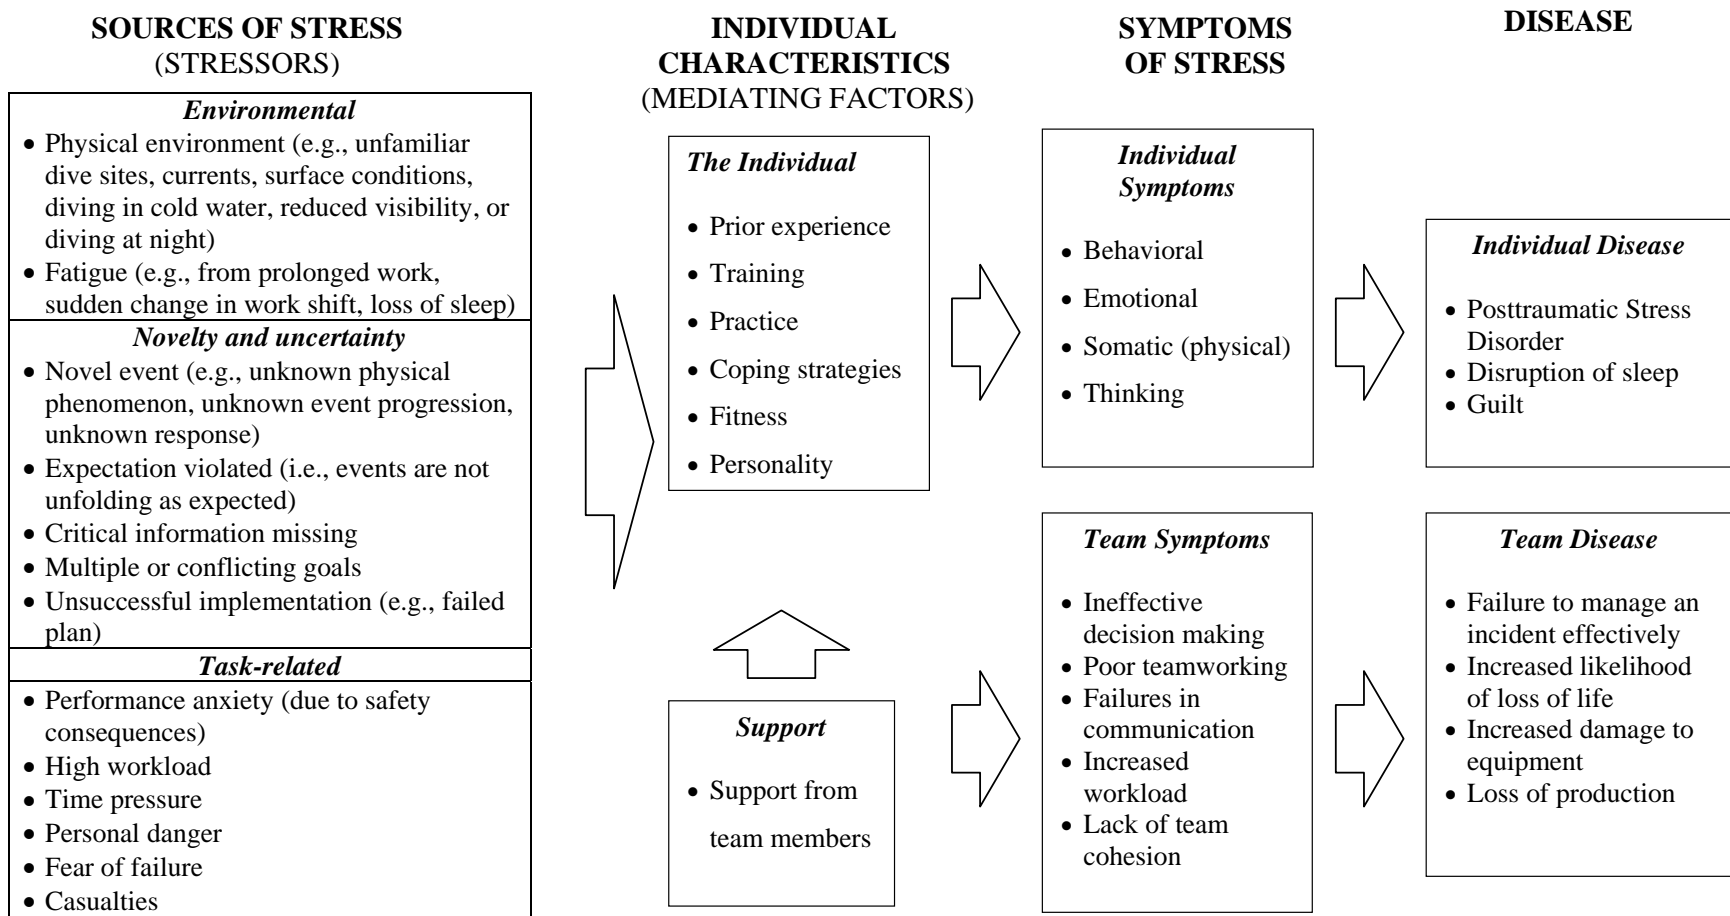 SOURCES OF STRESS
(STRESSORS)
Environmental
• Physical environment (e.g., unfamiliar
dive sites, currents, surface conditions,
diving in cold water, reduced visibility, or
diving at night)
• Fatigue (e.g., from prolonged work,
sudden change in work shift, loss of sleep)
Novelty and uncertainty
• Novel event (e.g., unknown physical
phenomenon, unknown event progression,
unknown response)
• Expectation violated (i.e., events are not
unfolding as expected)
• Critical information missing
• Multiple or conflicting goals
• Unsuccessful implementation (e.g., failed
plan)
Task-related
• Performance anxiety (due to safety
consequences)
• High workload
• Time pressure
• Personal danger
• Fear of failure
• Casualties
INDIVIDUAL
CHARACTERISTICS
(MEDIATING FACTORS)
The Individual
• Prior experience
• Training
• Practice
• Coping strategies
• Fitness
• Personality
Support
• Support from
team members
SYMPTOMS
OF STRESS
Individual
Symptoms
• Behavioral
• Emotional
• Somatic (physical)
• Thinking
Team Symptoms
• Ineffective
decision making
• Poor teamworking
• Failures in
communication
• Increased
workload
• Lack of team
cohesion
DISEASE
Individual Disease
• Posttraumatic Stress
Disorder
• Disruption of sleep
• Guilt
Team Disease
• Failure to manage an
incident effectively
• Increased likelihood
of loss of life
• Increased damage to
equipment
• Loss of production